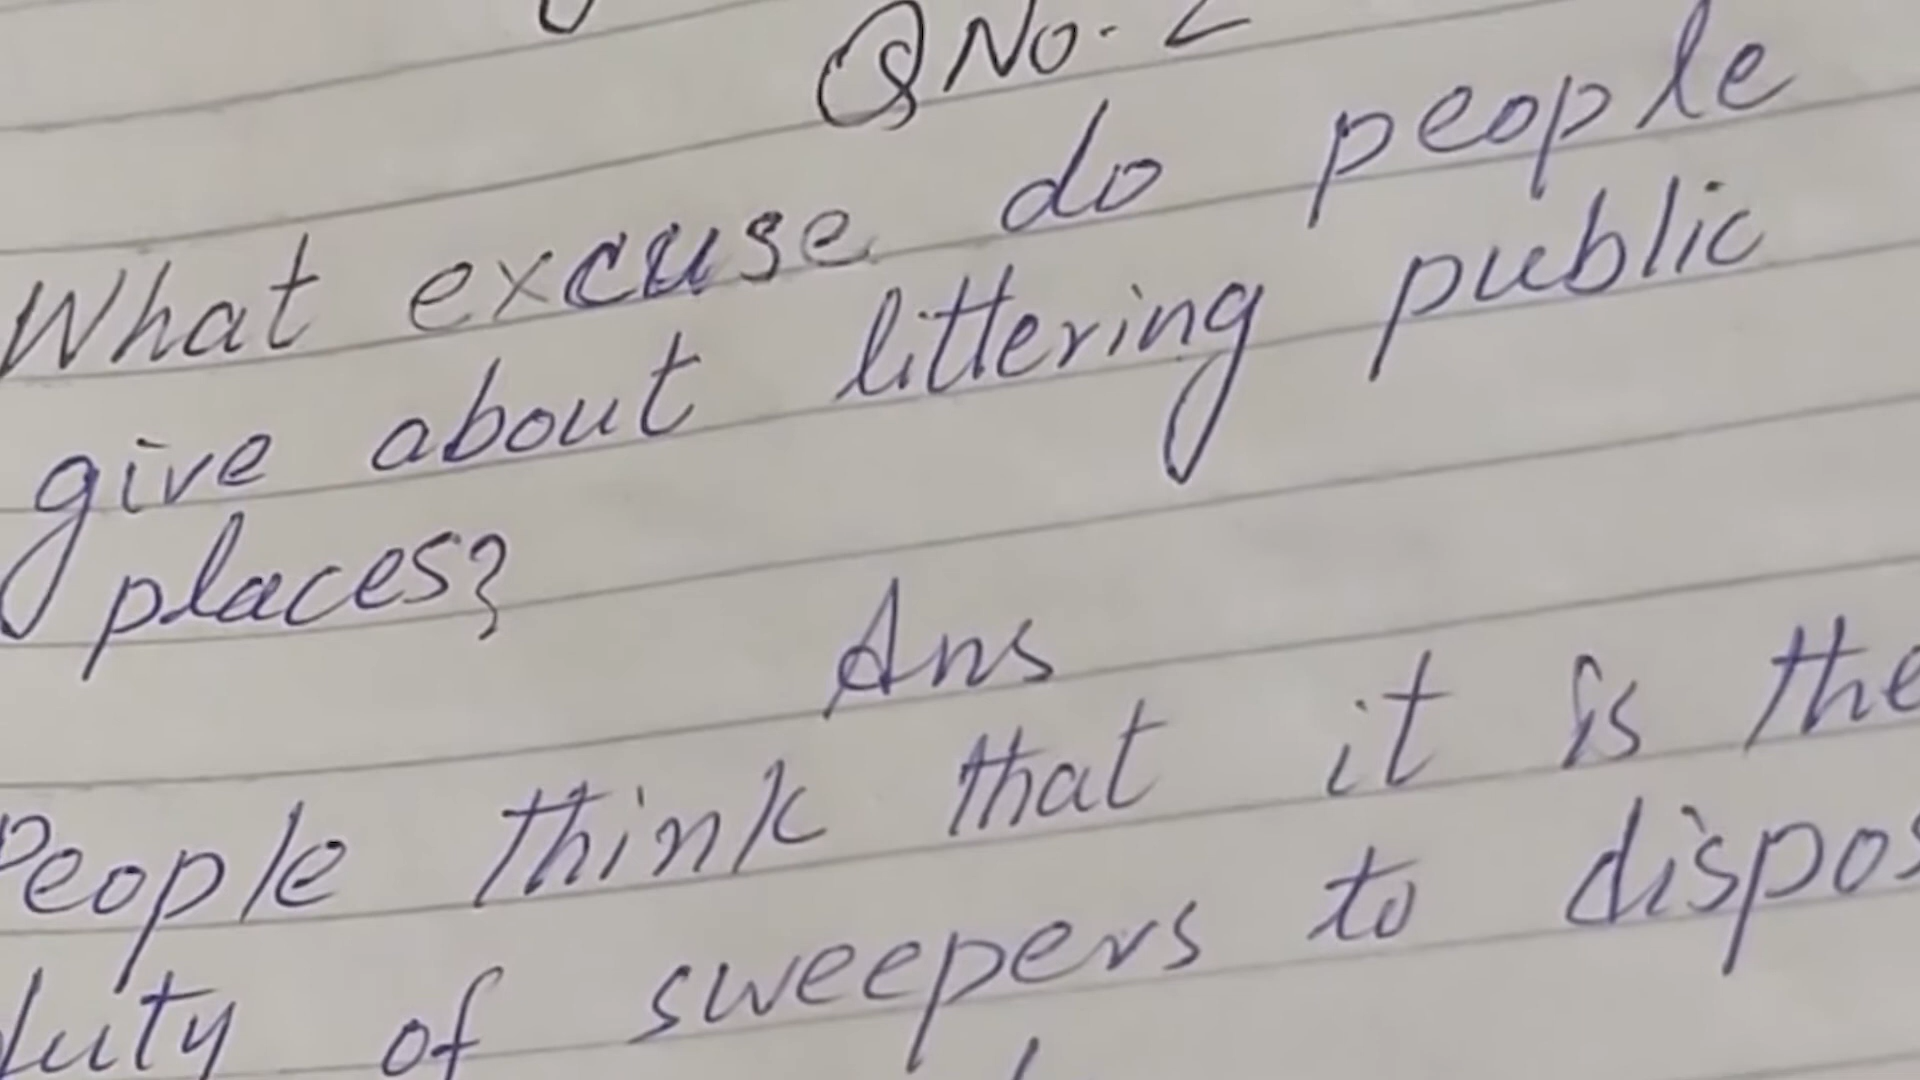 Q No. 2
What excuse do people
give about littering public
places?
Ans
People think that it is the
duty of sweepers to dispos